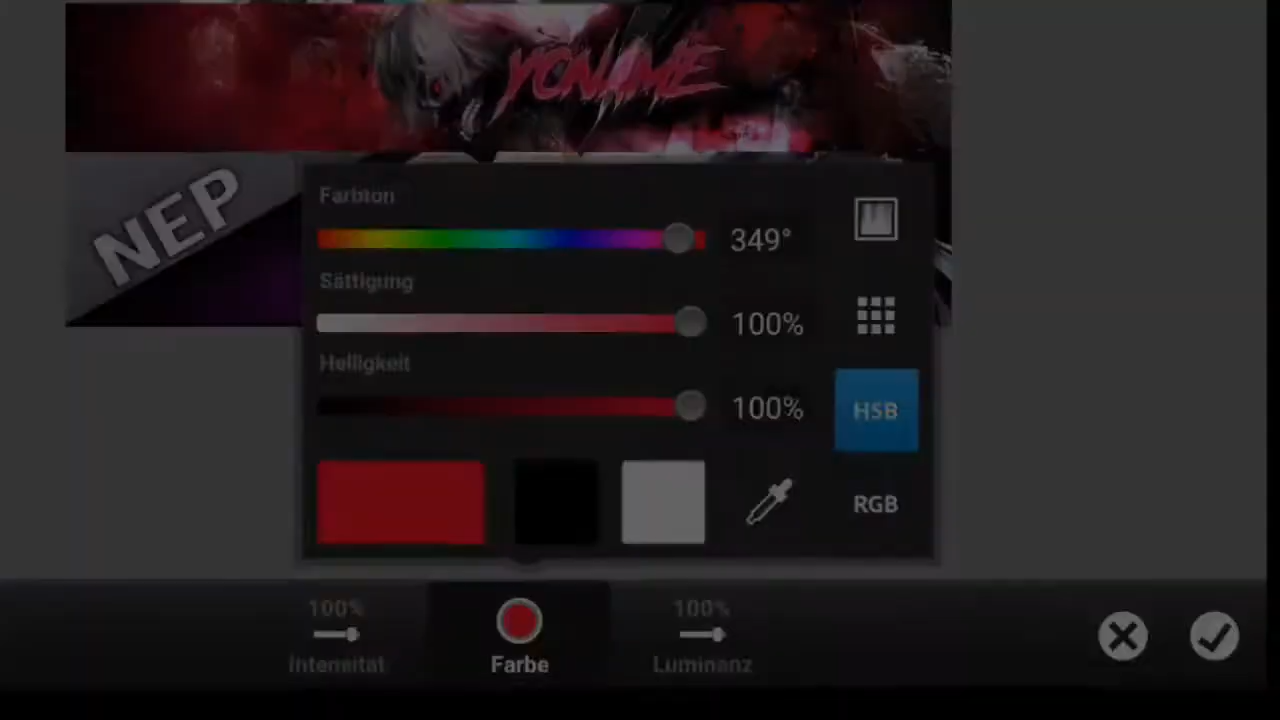 YONAME
NEP
Farbton
349°
Sättigung
100%
Helligkeit
100%
HSB
RGB
100%
100%
Intensität
Farbe
Luminanz